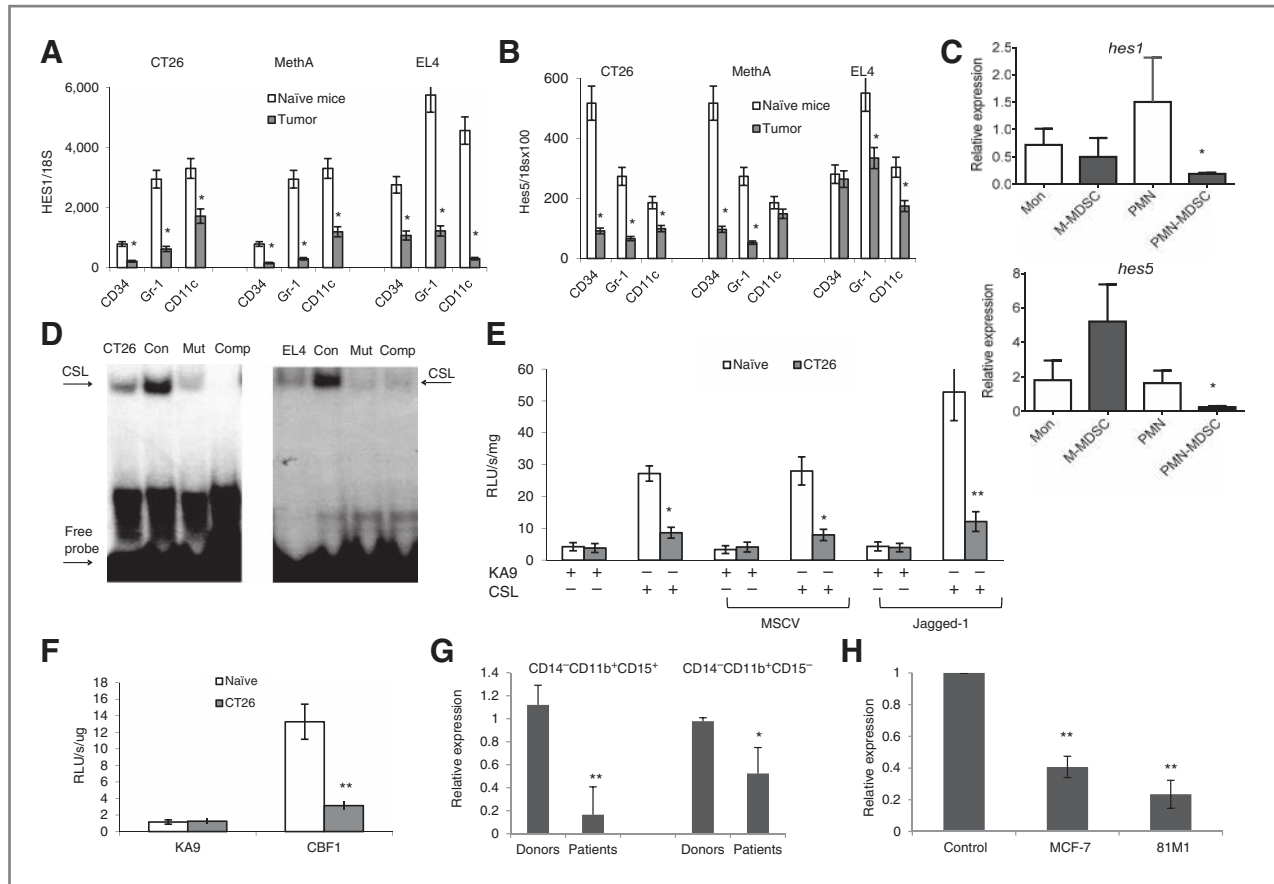 A
CT26 MethA EL4
HES1/18S
6,000
4,000
2,000
0
Naïve mice
Tumor
* * * * * * * * *
CD34 Gr-1 CD11c CD34 Gr-1 CD11c CD34 Gr-1 CD11c
B
CT26 MethA EL4
Hes5/18sx100
600
400
200
0
Naïve mice
Tumor
* * * * * * *
CD34 Gr-1 CD11c CD34 Gr-1 CD11c CD34 Gr-1 CD11c
C
hes1
Relative expression
2.5
2.0
1.5
1.0
0.5
0.0
*
Mon M-MDSC PMN PMN-MDSC
hes5
Relative expression
8
6
4
2
0
*
Mon M-MDSC PMN PMN-MDSC
D
CT26 Con Mut Comp
EL4 Con Mut Comp
CSL
CSL
Free
probe
E
Naïve CT26
RLU/s/mg
60
50
40
30
20
10
0
* * **
KA9 + + – – + + – – + + – –
CSL – – + + – – + + – – + +
MSCV Jagged-1
F
Naïve
CT26
RLU/s/ug
18
16
14
12
10
8
6
4
2
0
**
KA9 CBF1
G
CD14⁻CD11b⁺CD15⁺ CD14⁻CD11b⁺CD15⁻
Relative expression
1.4
1.2
1
0.8
0.6
0.4
0.2
0
** *
Donors Patients Donors Patients
H
Relative expression
1
0.8
0.6
0.4
0.2
0
** **
Control MCF-7 81M1